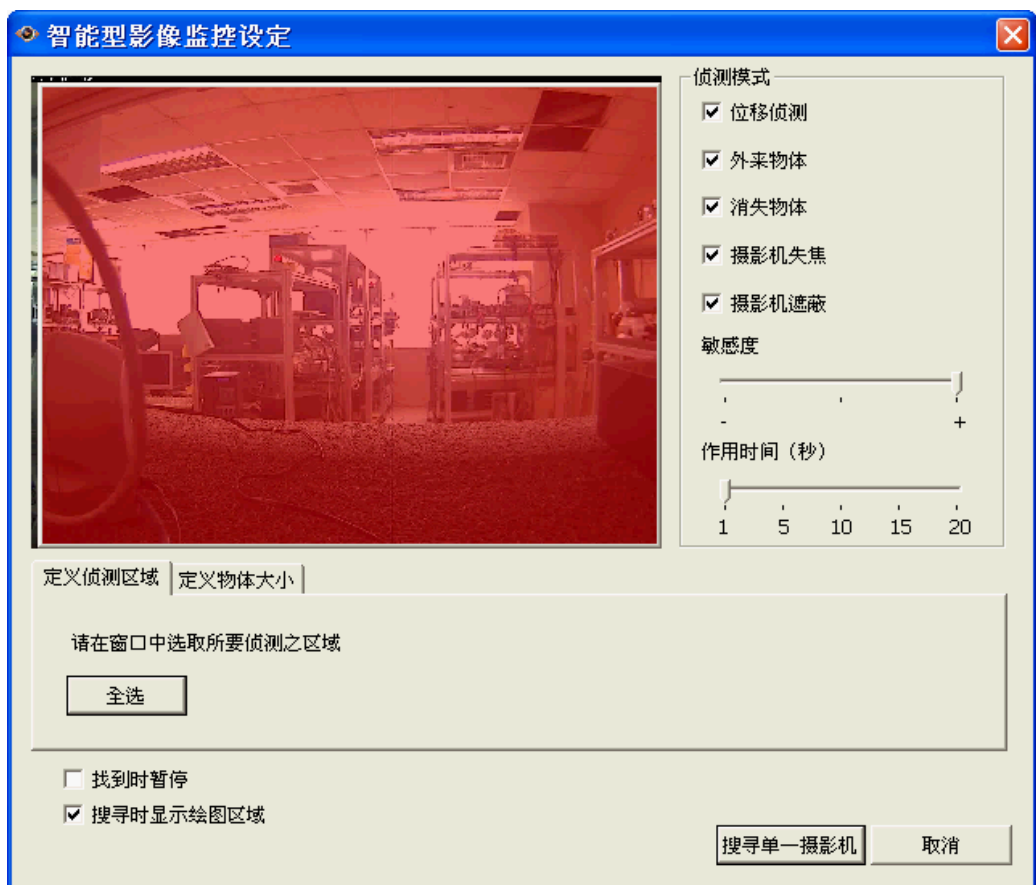 智能型影像监控设定
侦测模式
位移侦测
外来物体
消失物体
摄影机失焦
摄影机遮蔽
敏感度
- +
作用时间（秒）
1 5 10 15 20
定义侦测区域 定义物体大小
请在窗口中选取所要侦测之区域
全选
找到时暂停
搜寻时显示绘图区域
搜寻单一摄影机 取消